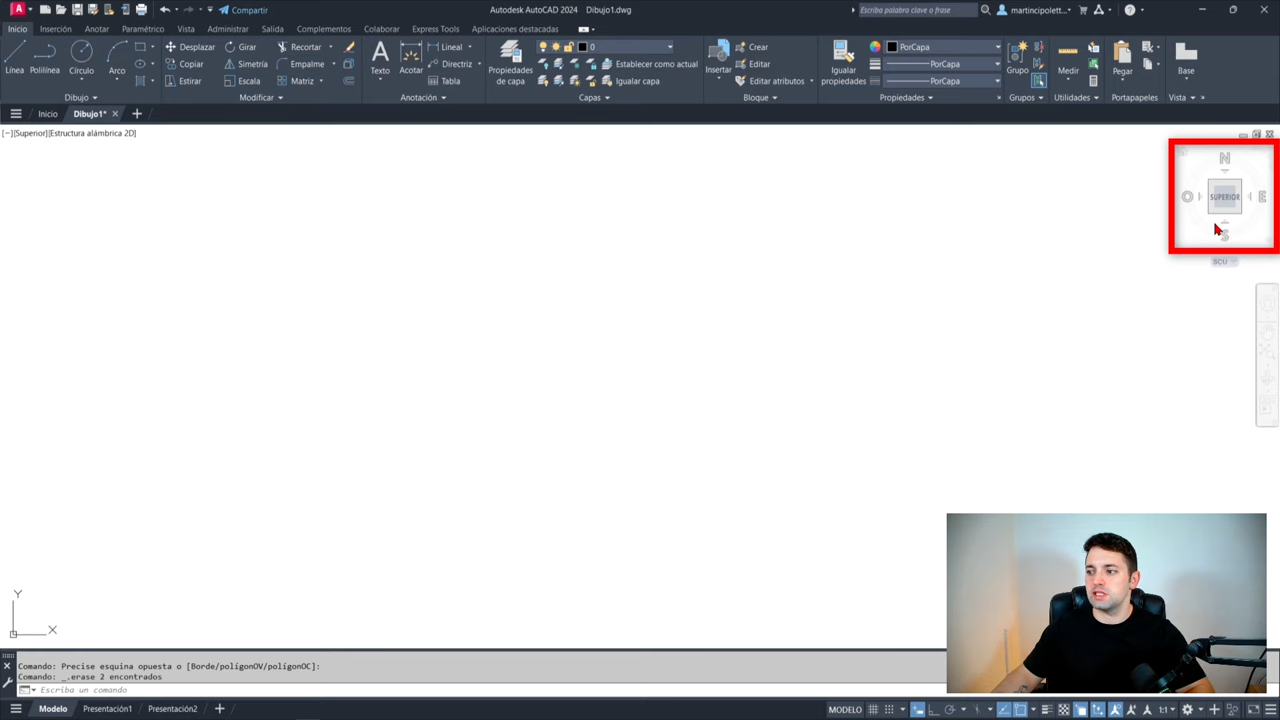 Compartir
Autodesk AutoCAD 2024 Dibujo1.dwg
Escriba palabra clave o frase
martincipolett...
Inicio Inserción Anotar Paramétrico Vista Administrar Salida Complementos Colaborar Express Tools Aplicaciones destacadas
Línea Polilínea Círculo Arco
Desplazar Girar Recortar
Copiar Simetría Empalme
Estirar Escala Matriz
Texto Acotar
Lineal
Directriz
Tabla
Propiedades de capa
0
Establecer como actual
Igualar capa
Insertar
Crear
Editar
Editar atributos
Igualar propiedades
PorCapa
PorCapa
PorCapa
Grupo
Medir
Pegar
Base
Dibujo Modificar Anotación Capas Bloque Propiedades Grupos Utilidades Portapapeles Vista
Inicio Dibujo1*
[−][Superior][Estructura alámbrica 2D]
N
O SUPERIOR E
S
SCU
Y
X
Comando: Precise esquina opuesta o [Borde/polígonOV/polígonOC]:
Comando: _.erase 2 encontrados
Escriba un comando
Modelo Presentación1 Presentación2
MODELO
1:1